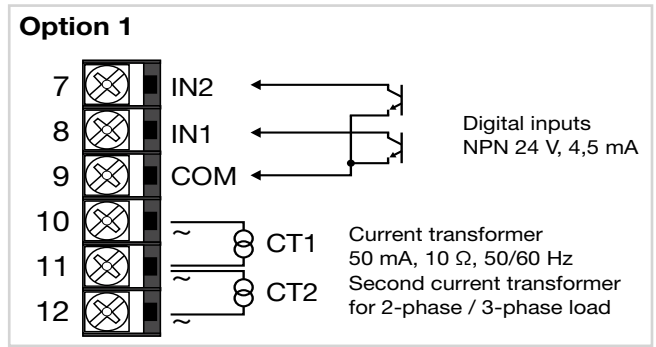 Option 1
7 IN2
8 IN1
Digital inputs
NPN 24 V, 4,5 mA
9 COM
10 ~
CT1
Current transformer
50 mA, 10 Ω, 50/60 Hz
11 ~
CT2
Second current transformer
for 2-phase / 3-phase load
12 ~